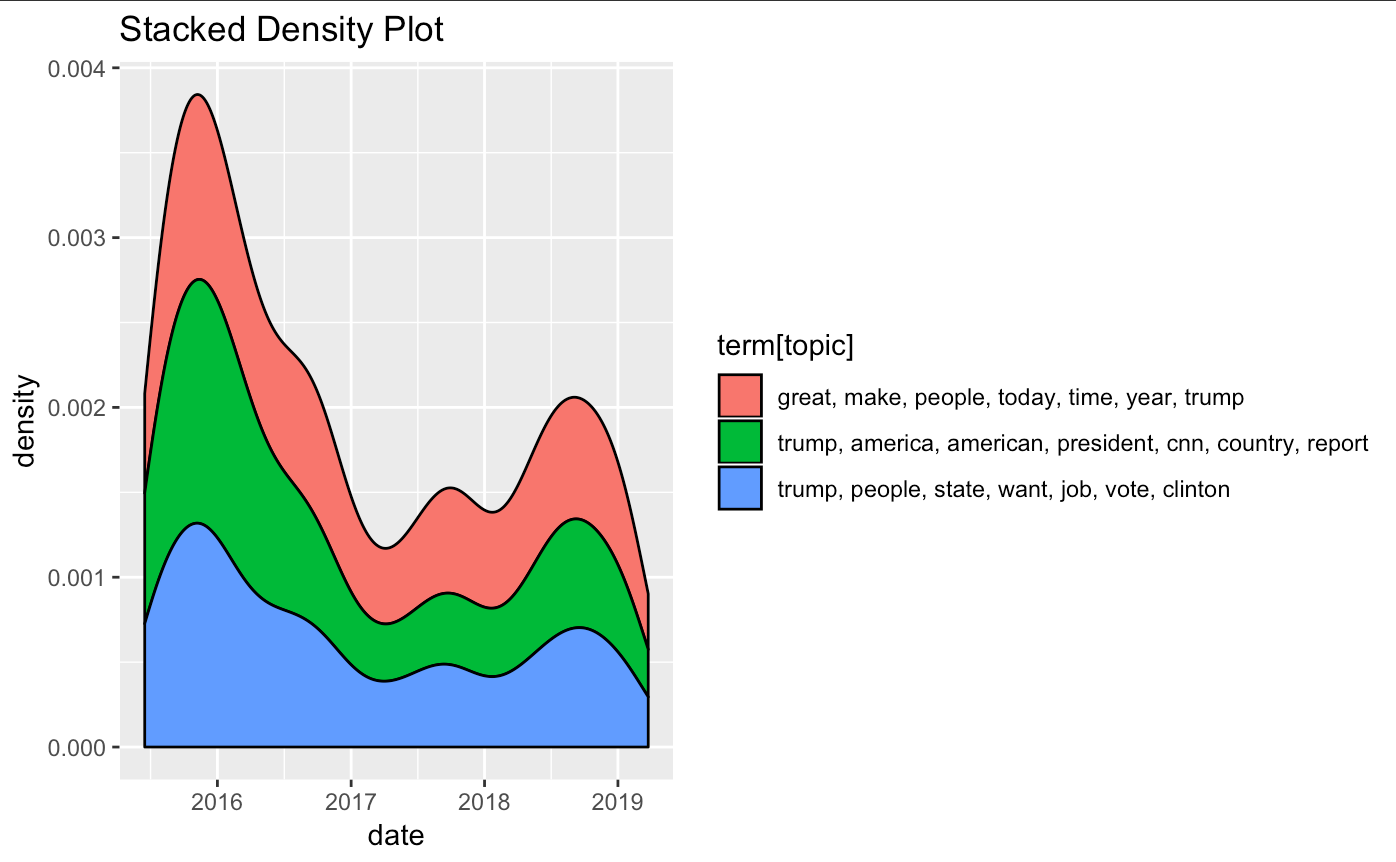 Stacked Density Plot
0.004
0.003
0.002
0.001
0.000
density
2016 2017 2018 2019
date
term[topic]
great, make, people, today, time, year, trump
trump, america, american, president, cnn, country, report
trump, people, state, want, job, vote, clinton